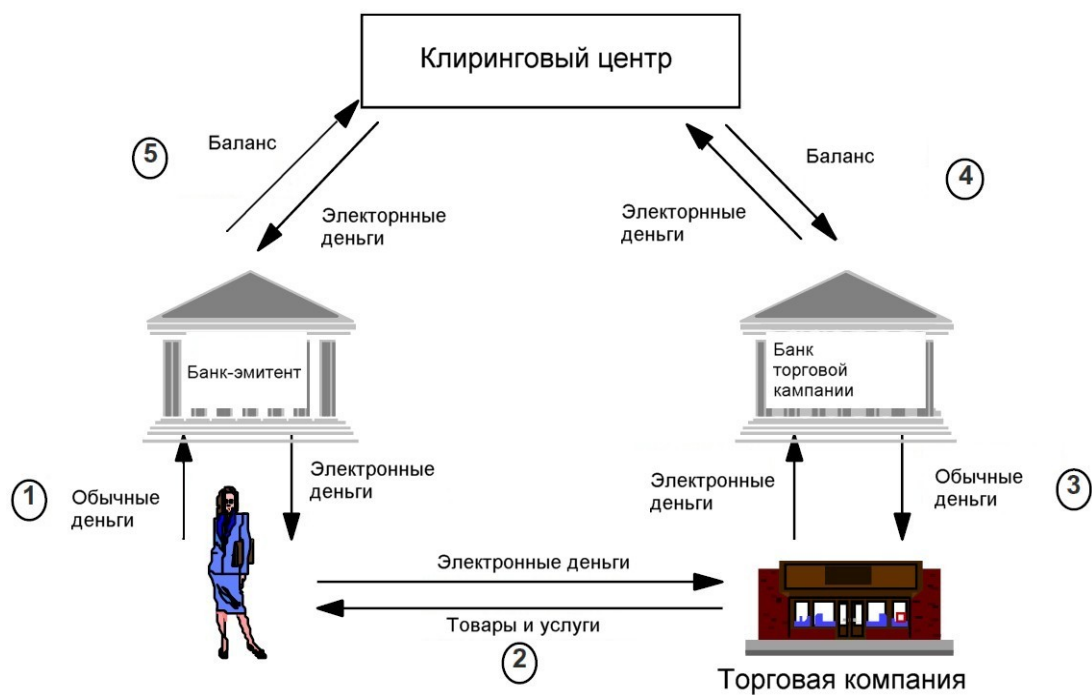 Клиринговый центр
5
Баланс
Баланс
4
Электорнные
деньги
Электорнные
деньги
Банк-эмитент
Банк
торговой
кампании
1
Обычные
деньги
Электронные
деньги
Электронные
деньги
Обычные
деньги
3
Электронные деньги
Товары и услуги
2
Торговая компания